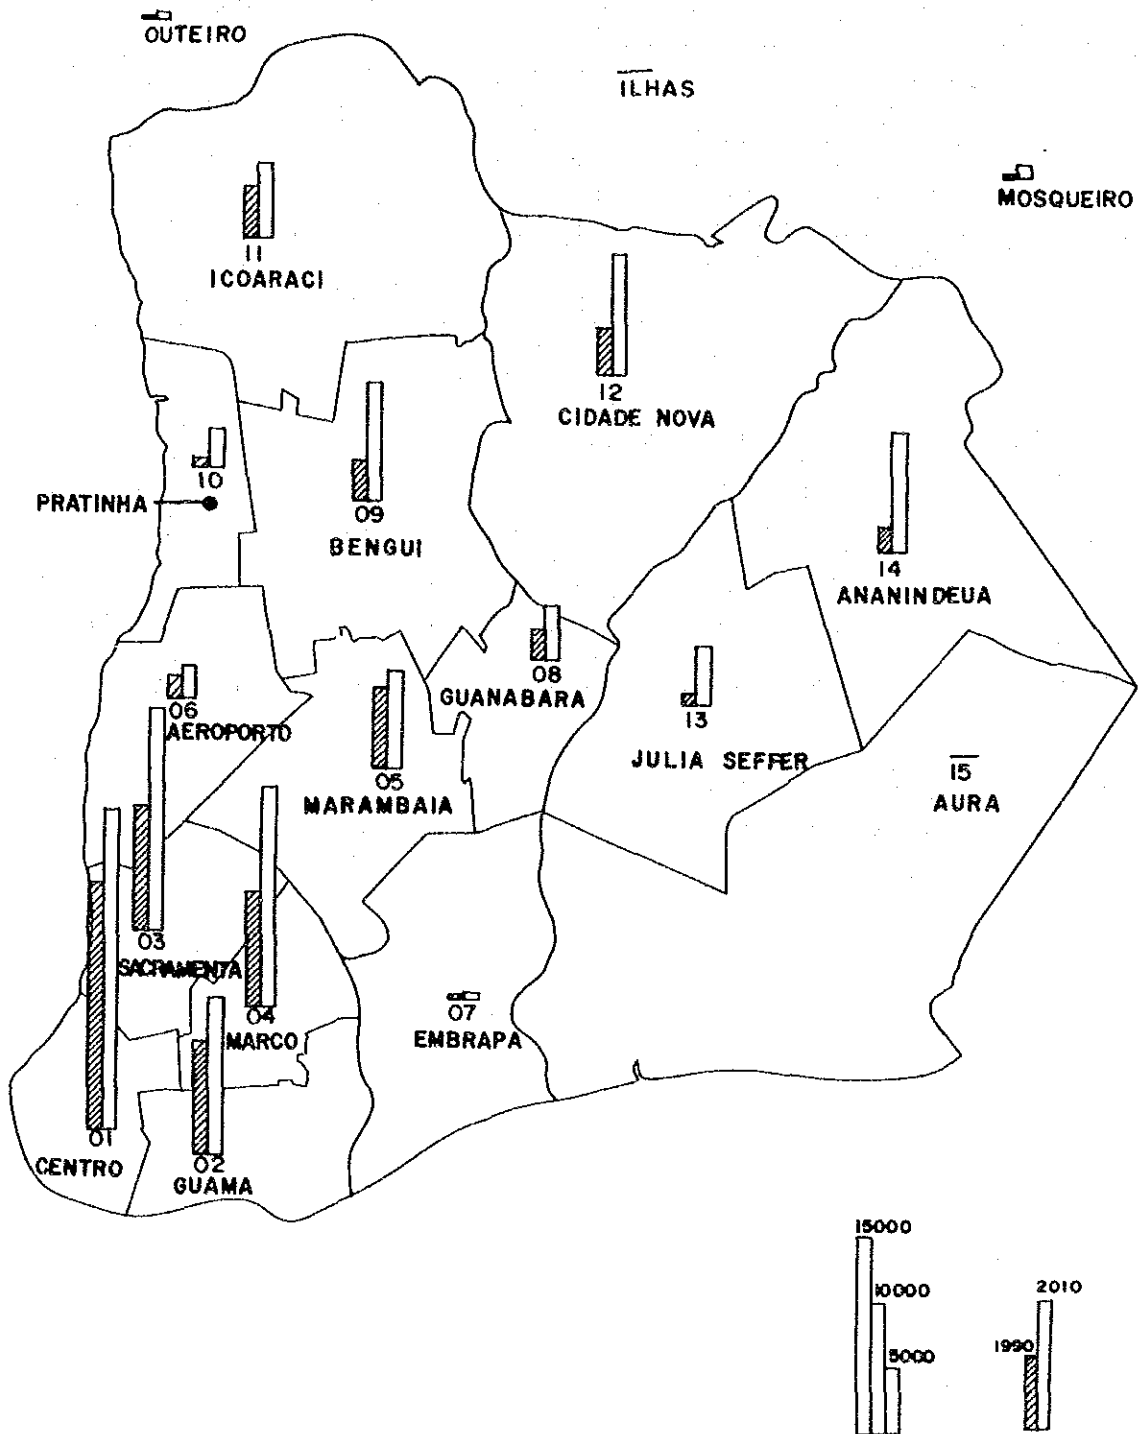 OUTEIRO
ILHAS
MOSQUEIRO
11
ICOARACI
12
CIDADE NOVA
10
PRATINHA
09
BENGUI
14
ANANINDEUA
08
GUANABARA
06
AEROPORTO
13
JULIA SEFFER
05
MARAMBAIA
15
AURA
03
SACRAMENTA
04
MARCO
07
EMBRAPA
01
CENTRO
02
GUAMA
15000
10000
5000
1990
2010